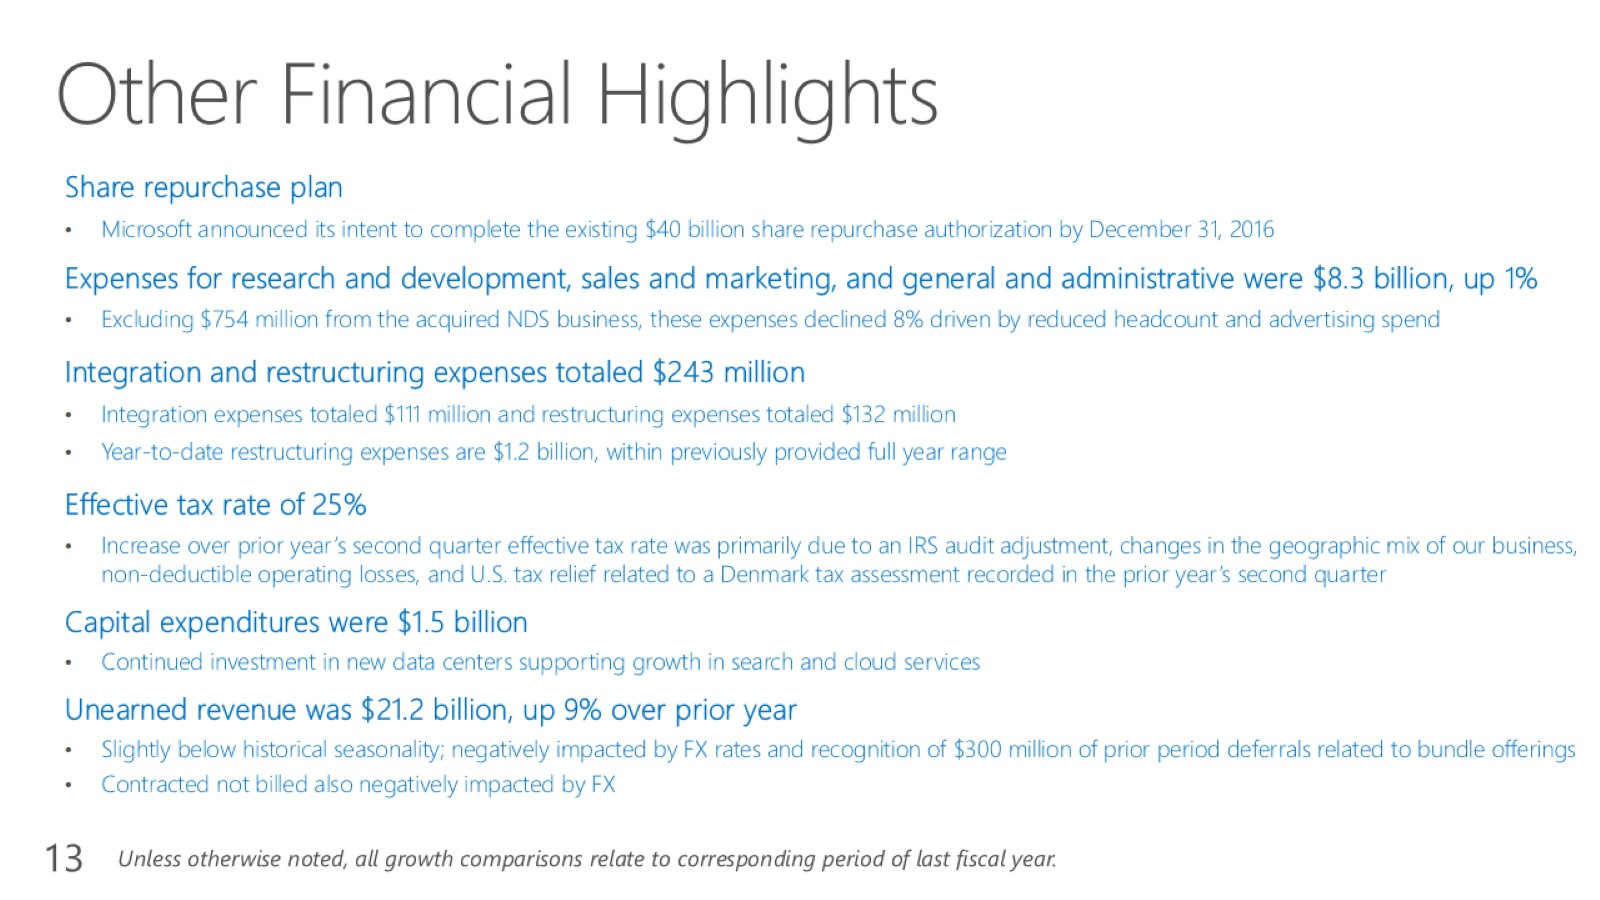 Other Financial Highlights
Share repurchase plan
• Microsoft announced its intent to complete the existing $40 billion share repurchase authorization by December 31, 2016
Expenses for research and development, sales and marketing, and general and administrative were $8.3 billion, up 1%
• Excluding $754 million from the acquired NDS business, these expenses declined 8% driven by reduced headcount and advertising spend
Integration and restructuring expenses totaled $243 million
• Integration expenses totaled $111 million and restructuring expenses totaled $132 million
• Year-to-date restructuring expenses are $1.2 billion, within previously provided full year range
Effective tax rate of 25%
• Increase over prior year’s second quarter effective tax rate was primarily due to an IRS audit adjustment, changes in the geographic mix of our business,
non-deductible operating losses, and U.S. tax relief related to a Denmark tax assessment recorded in the prior year’s second quarter
Capital expenditures were $1.5 billion
• Continued investment in new data centers supporting growth in search and cloud services
Unearned revenue was $21.2 billion, up 9% over prior year
• Slightly below historical seasonality; negatively impacted by FX rates and recognition of $300 million of prior period deferrals related to bundle offerings
• Contracted not billed also negatively impacted by FX
13 Unless otherwise noted, all growth comparisons relate to corresponding period of last fiscal year.